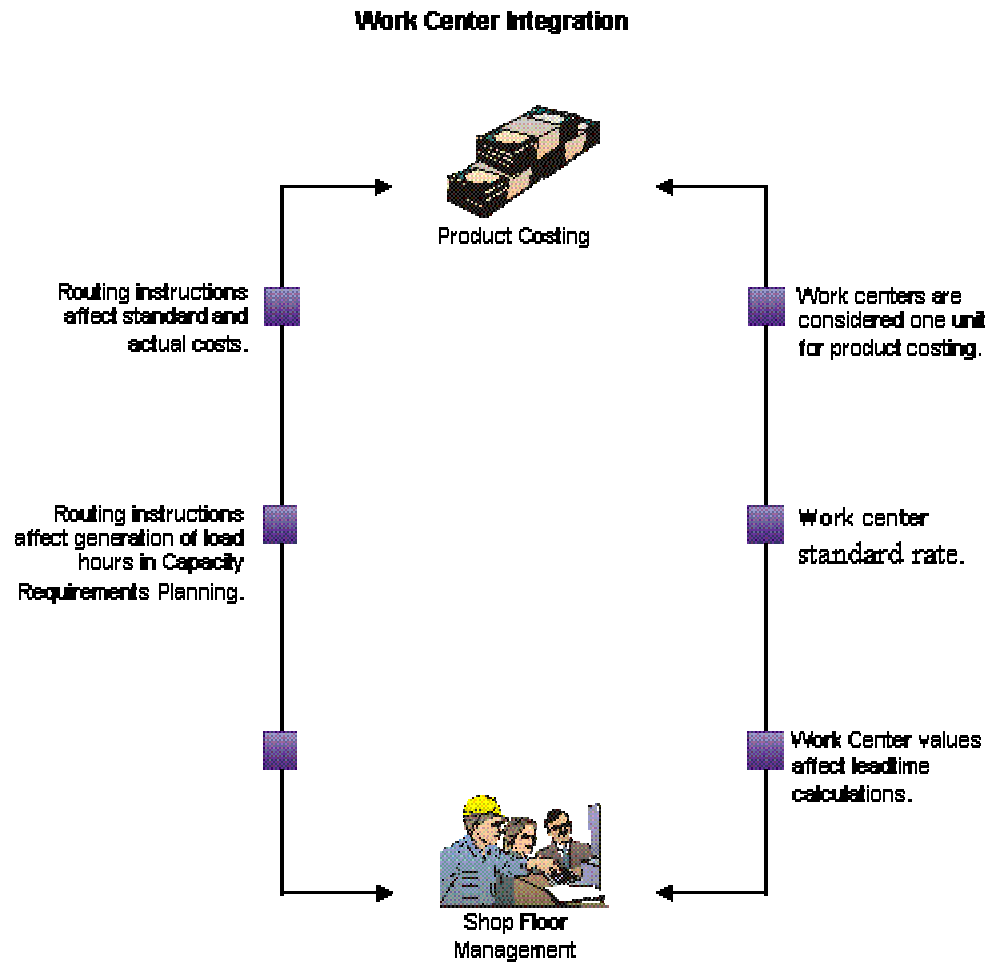 Work Center Integration
Product Costing
Routing instructions
affect standard and
actual costs.
Work centers are
considered one unit
for product costing.
Routing instructions
affect generation of load
hours in Capacity
Requirements Planning.
Work center
standard rate.
Work Center values
affect leadtime
calculations.
Shop Floor
Management